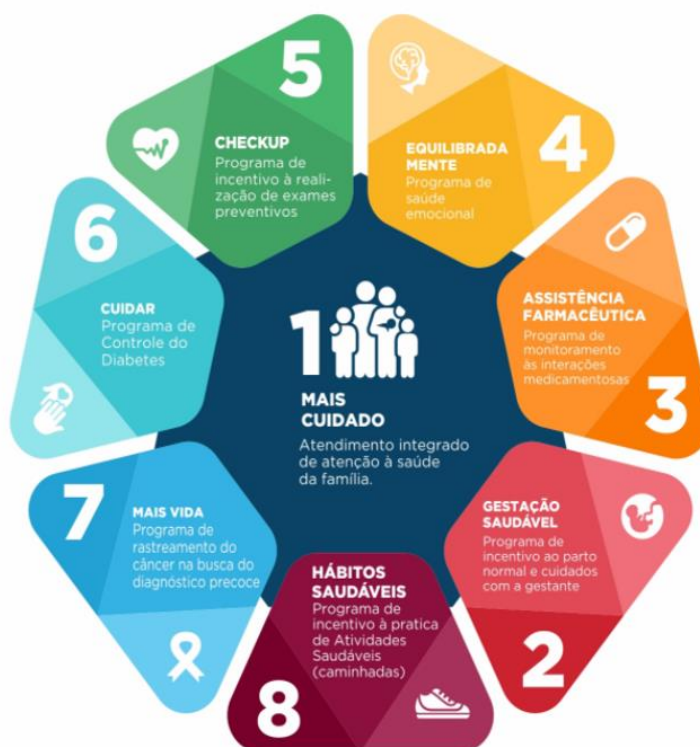 1
MAIS
CUIDADO
Atendimento integrado
de atenção à saúde
da família.
2
GESTAÇÃO
SAUDÁVEL
Programa de
incentivo ao parto
normal e cuidados
com a gestante
3
ASSISTÊNCIA
FARMACÊUTICA
Programa de
monitoramento
às interações
medicamentosas
4
EQUILIBRADA
MENTE
Programa de
saúde
emocional
5
CHECKUP
Programa de
incentivo à reali-
zação de exames
preventivos
6
CUIDAR
Programa de
Controle do
Diabetes
7
MAIS VIDA
Programa de
rastreamento do
câncer na busca do
diagnóstico precoce
8
HÁBITOS
SAUDÁVEIS
Programa de
incentivo à pratica
de Atividades
Saudáveis
(caminhadas)